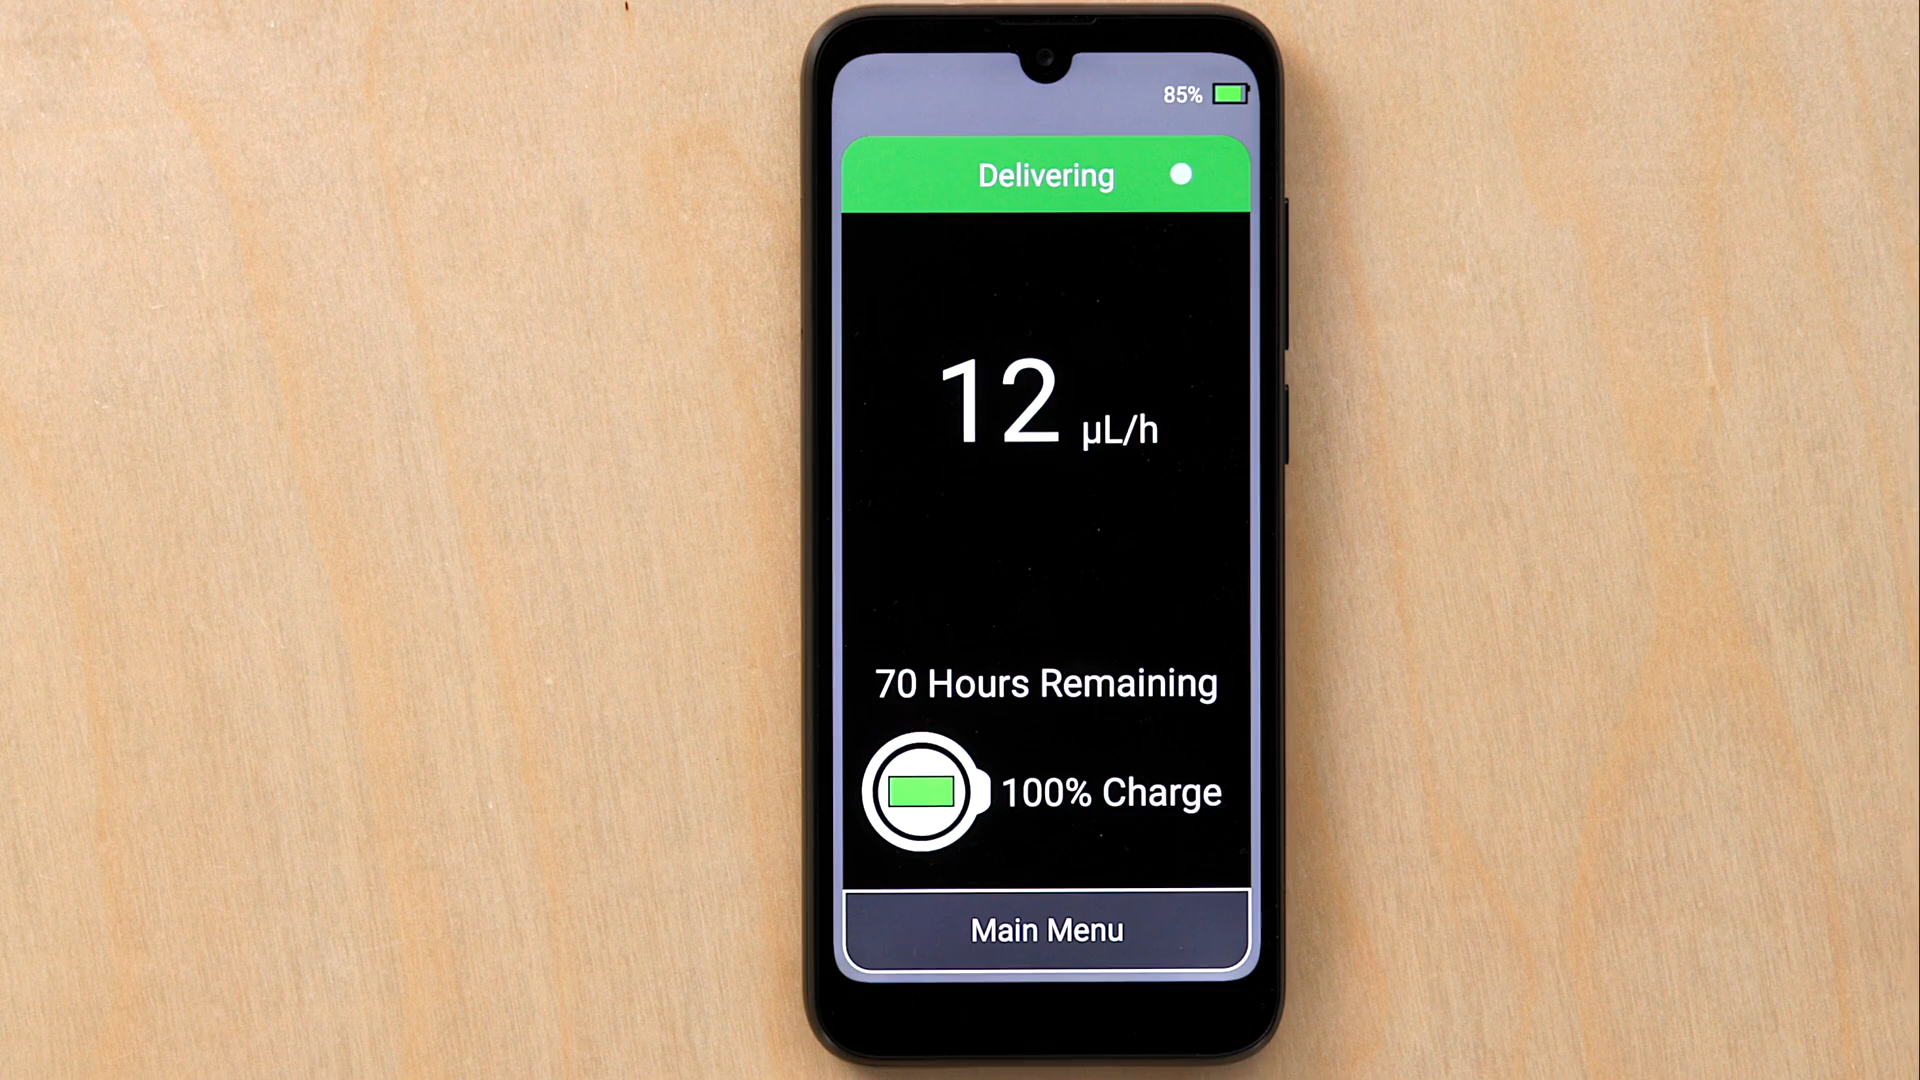 85%
Delivering
12 µL/h
70 Hours Remaining
100% Charge
Main Menu